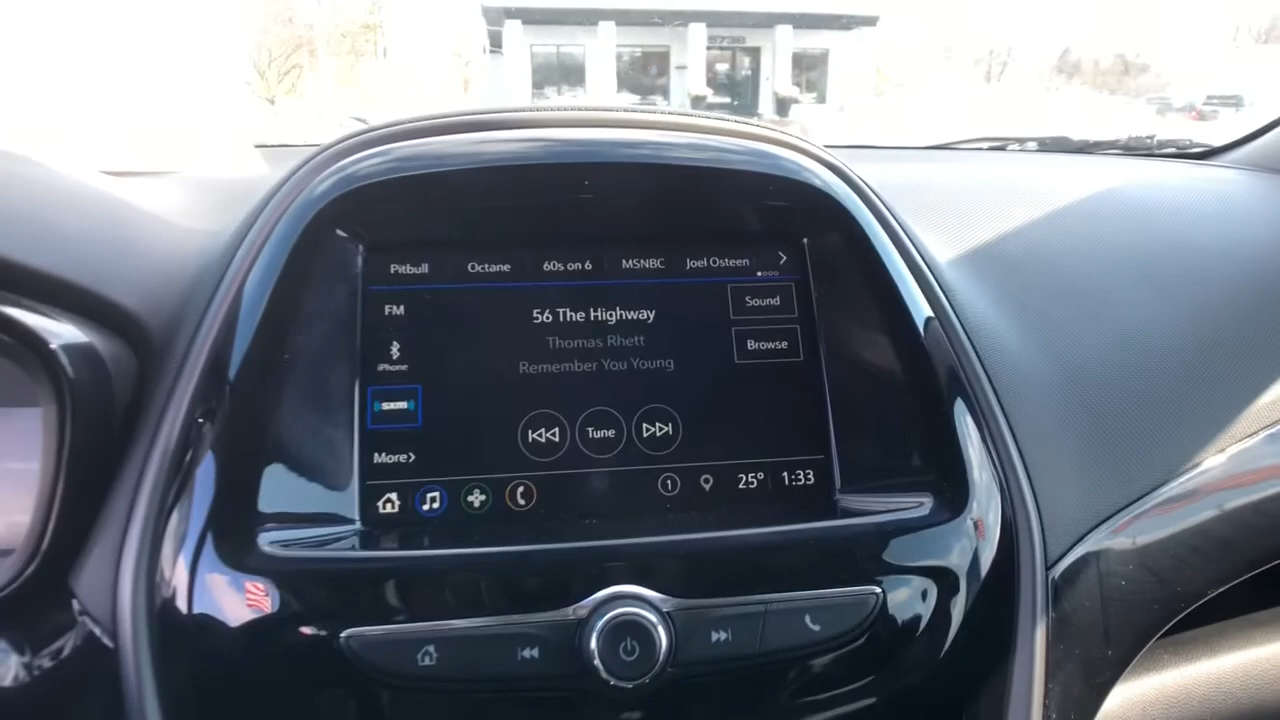 Pitbull Octane 60s on 6 MSNBC Joel Osteen
FM
56 The Highway
Sound
Thomas Rhett
Browse
iPhone
Remember You Young
Tune
More
1 25° 1:33